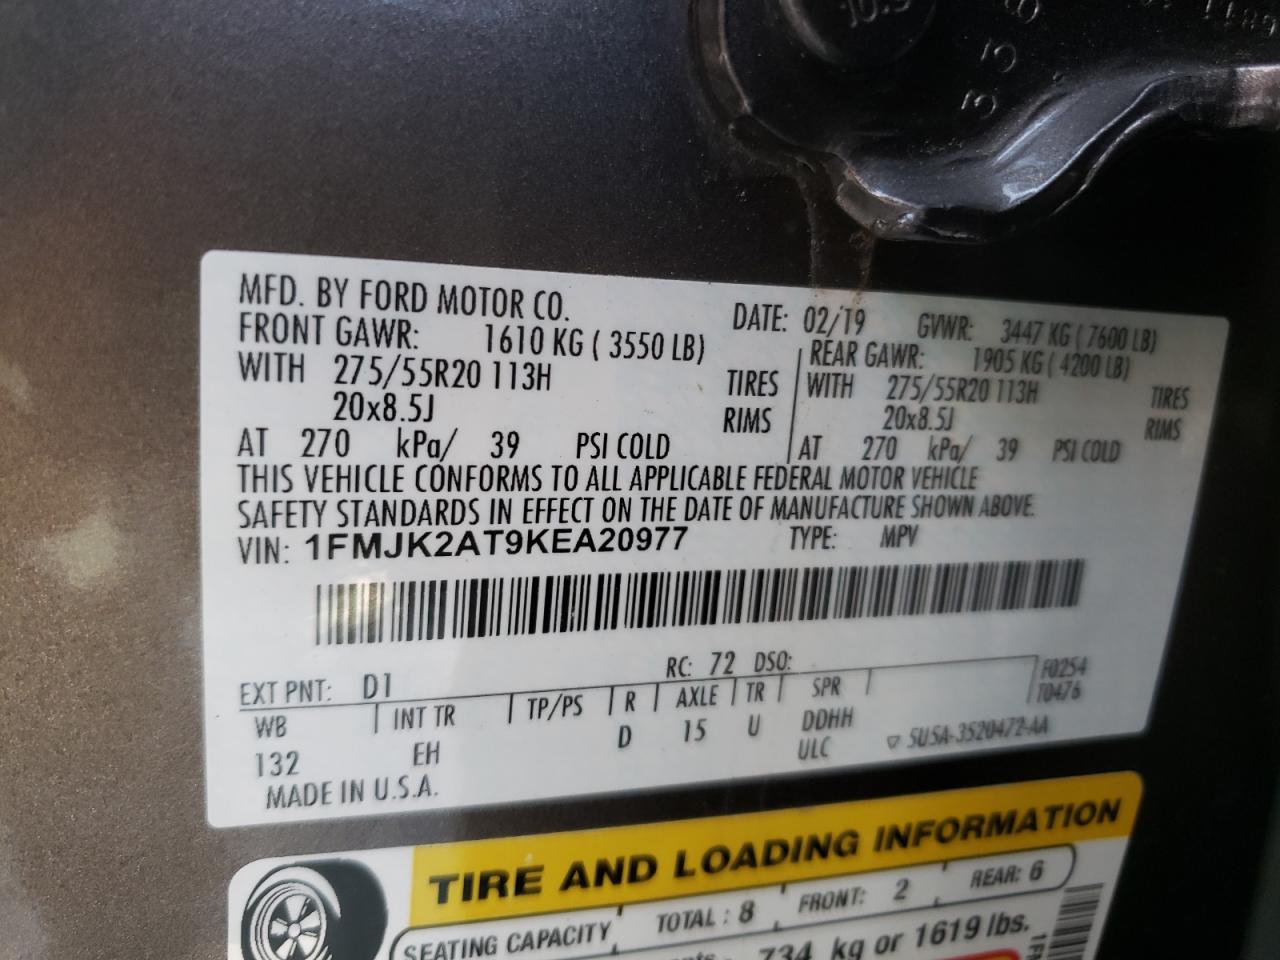 10.9
3 3 8
MFD. BY FORD MOTOR CO.
DATE: 02/19 GVWR: 3447 KG ( 7600 LB)
FRONT GAWR: 1610 KG ( 3550 LB)
REAR GAWR: 1905 KG ( 4200 LB)
WITH 275/55R20 113H TIRES
WITH 275/55R20 113H TIRES
20x8.5J RIMS
20x8.5J RIMS
AT 270 kPa/ 39 PSI COLD
AT 270 kPa/ 39 PSI COLD
THIS VEHICLE CONFORMS TO ALL APPLICABLE FEDERAL MOTOR VEHICLE
SAFETY STANDARDS IN EFFECT ON THE DATE OF MANUFACTURE SHOWN ABOVE.
VIN: 1FMJK2AT9KEA20977 TYPE: MPV
EXT PNT: D1 RC: 72 DSO:
F0254
WB INT TR TP/PS R AXLE TR SPR
T0476
132 EH D 15 U DDHH
ULC ▽ 5U5A-3520472-AA
MADE IN U.S.A.
TIRE AND LOADING INFORMATION
SEATING CAPACITY TOTAL : 8 FRONT: 2 REAR: 6
734 kg or 1619 lbs.